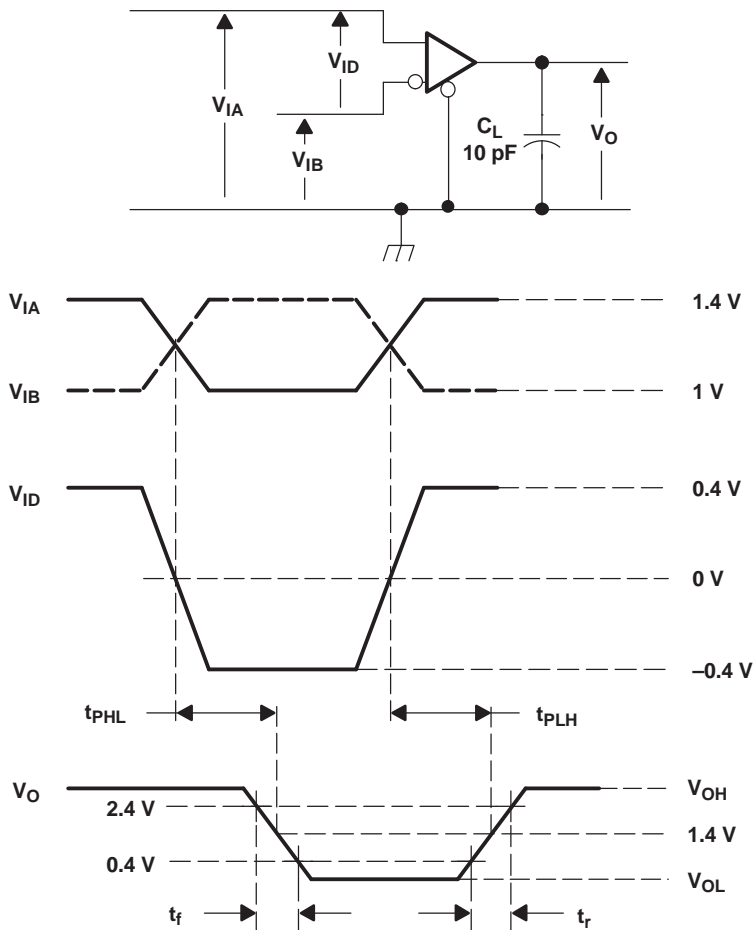 V_ID
V_IA
V_IB
C_L
10 pF
V_O
V_IA
1.4 V
V_IB
1 V
V_ID
0.4 V
0 V
–0.4 V
t_PHL
t_PLH
V_O
V_OH
2.4 V
1.4 V
0.4 V
V_OL
t_f
t_r